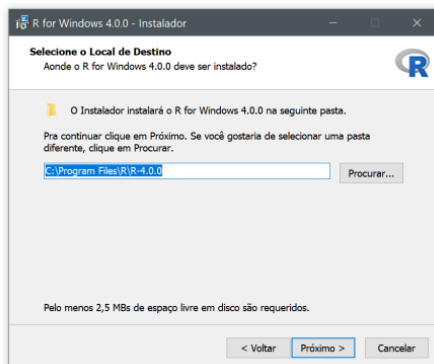 R for Windows 4.0.0 - Instalador
Selecione o Local de Destino
Aonde o R for Windows 4.0.0 deve ser instalado?
R
O Instalador instalará o R for Windows 4.0.0 na seguinte pasta.
Pra continuar clique em Próximo. Se você gostaria de selecionar uma pasta
diferente, clique em Procurar.
C:\Program Files\R\R-4.0.0
Procurar...
Pelo menos 2,5 MBs de espaço livre em disco são requeridos.
< Voltar
Próximo >
Cancelar